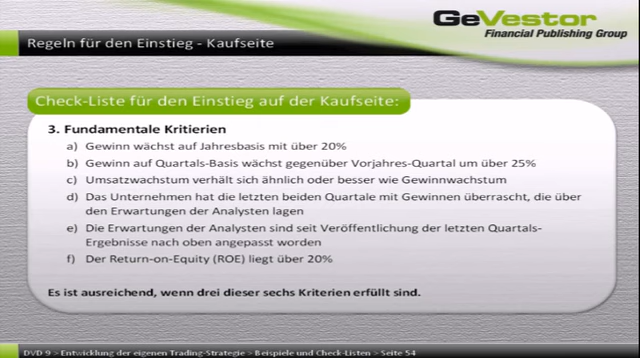 GeVestor
Financial Publishing Group
Regeln für den Einstieg - Kaufseite
Check-Liste für den Einstieg auf der Kaufseite:
3. Fundamentale Kritierien
a) Gewinn wächst auf Jahresbasis mit über 20%
b) Gewinn auf Quartals-Basis wächst gegenüber Vorjahres-Quartal um über 25%
c) Umsatzwachstum verhält sich ähnlich oder besser wie Gewinnwachstum
d) Das Unternehmen hat die letzten beiden Quartale mit Gewinnen überrascht, die über
den Erwartungen der Analysten lagen
e) Die Erwartungen der Analysten sind seit Veröffentlichung der letzten Quartals-
Ergebnisse nach oben angepasst worden
f) Der Return-on-Equity (ROE) liegt über 20%
Es ist ausreichend, wenn drei dieser sechs Kriterien erfüllt sind.
DVD 9 > Entwicklung der eigenen Trading-Strategie > Beispiele und Check-Listen > Seite 54